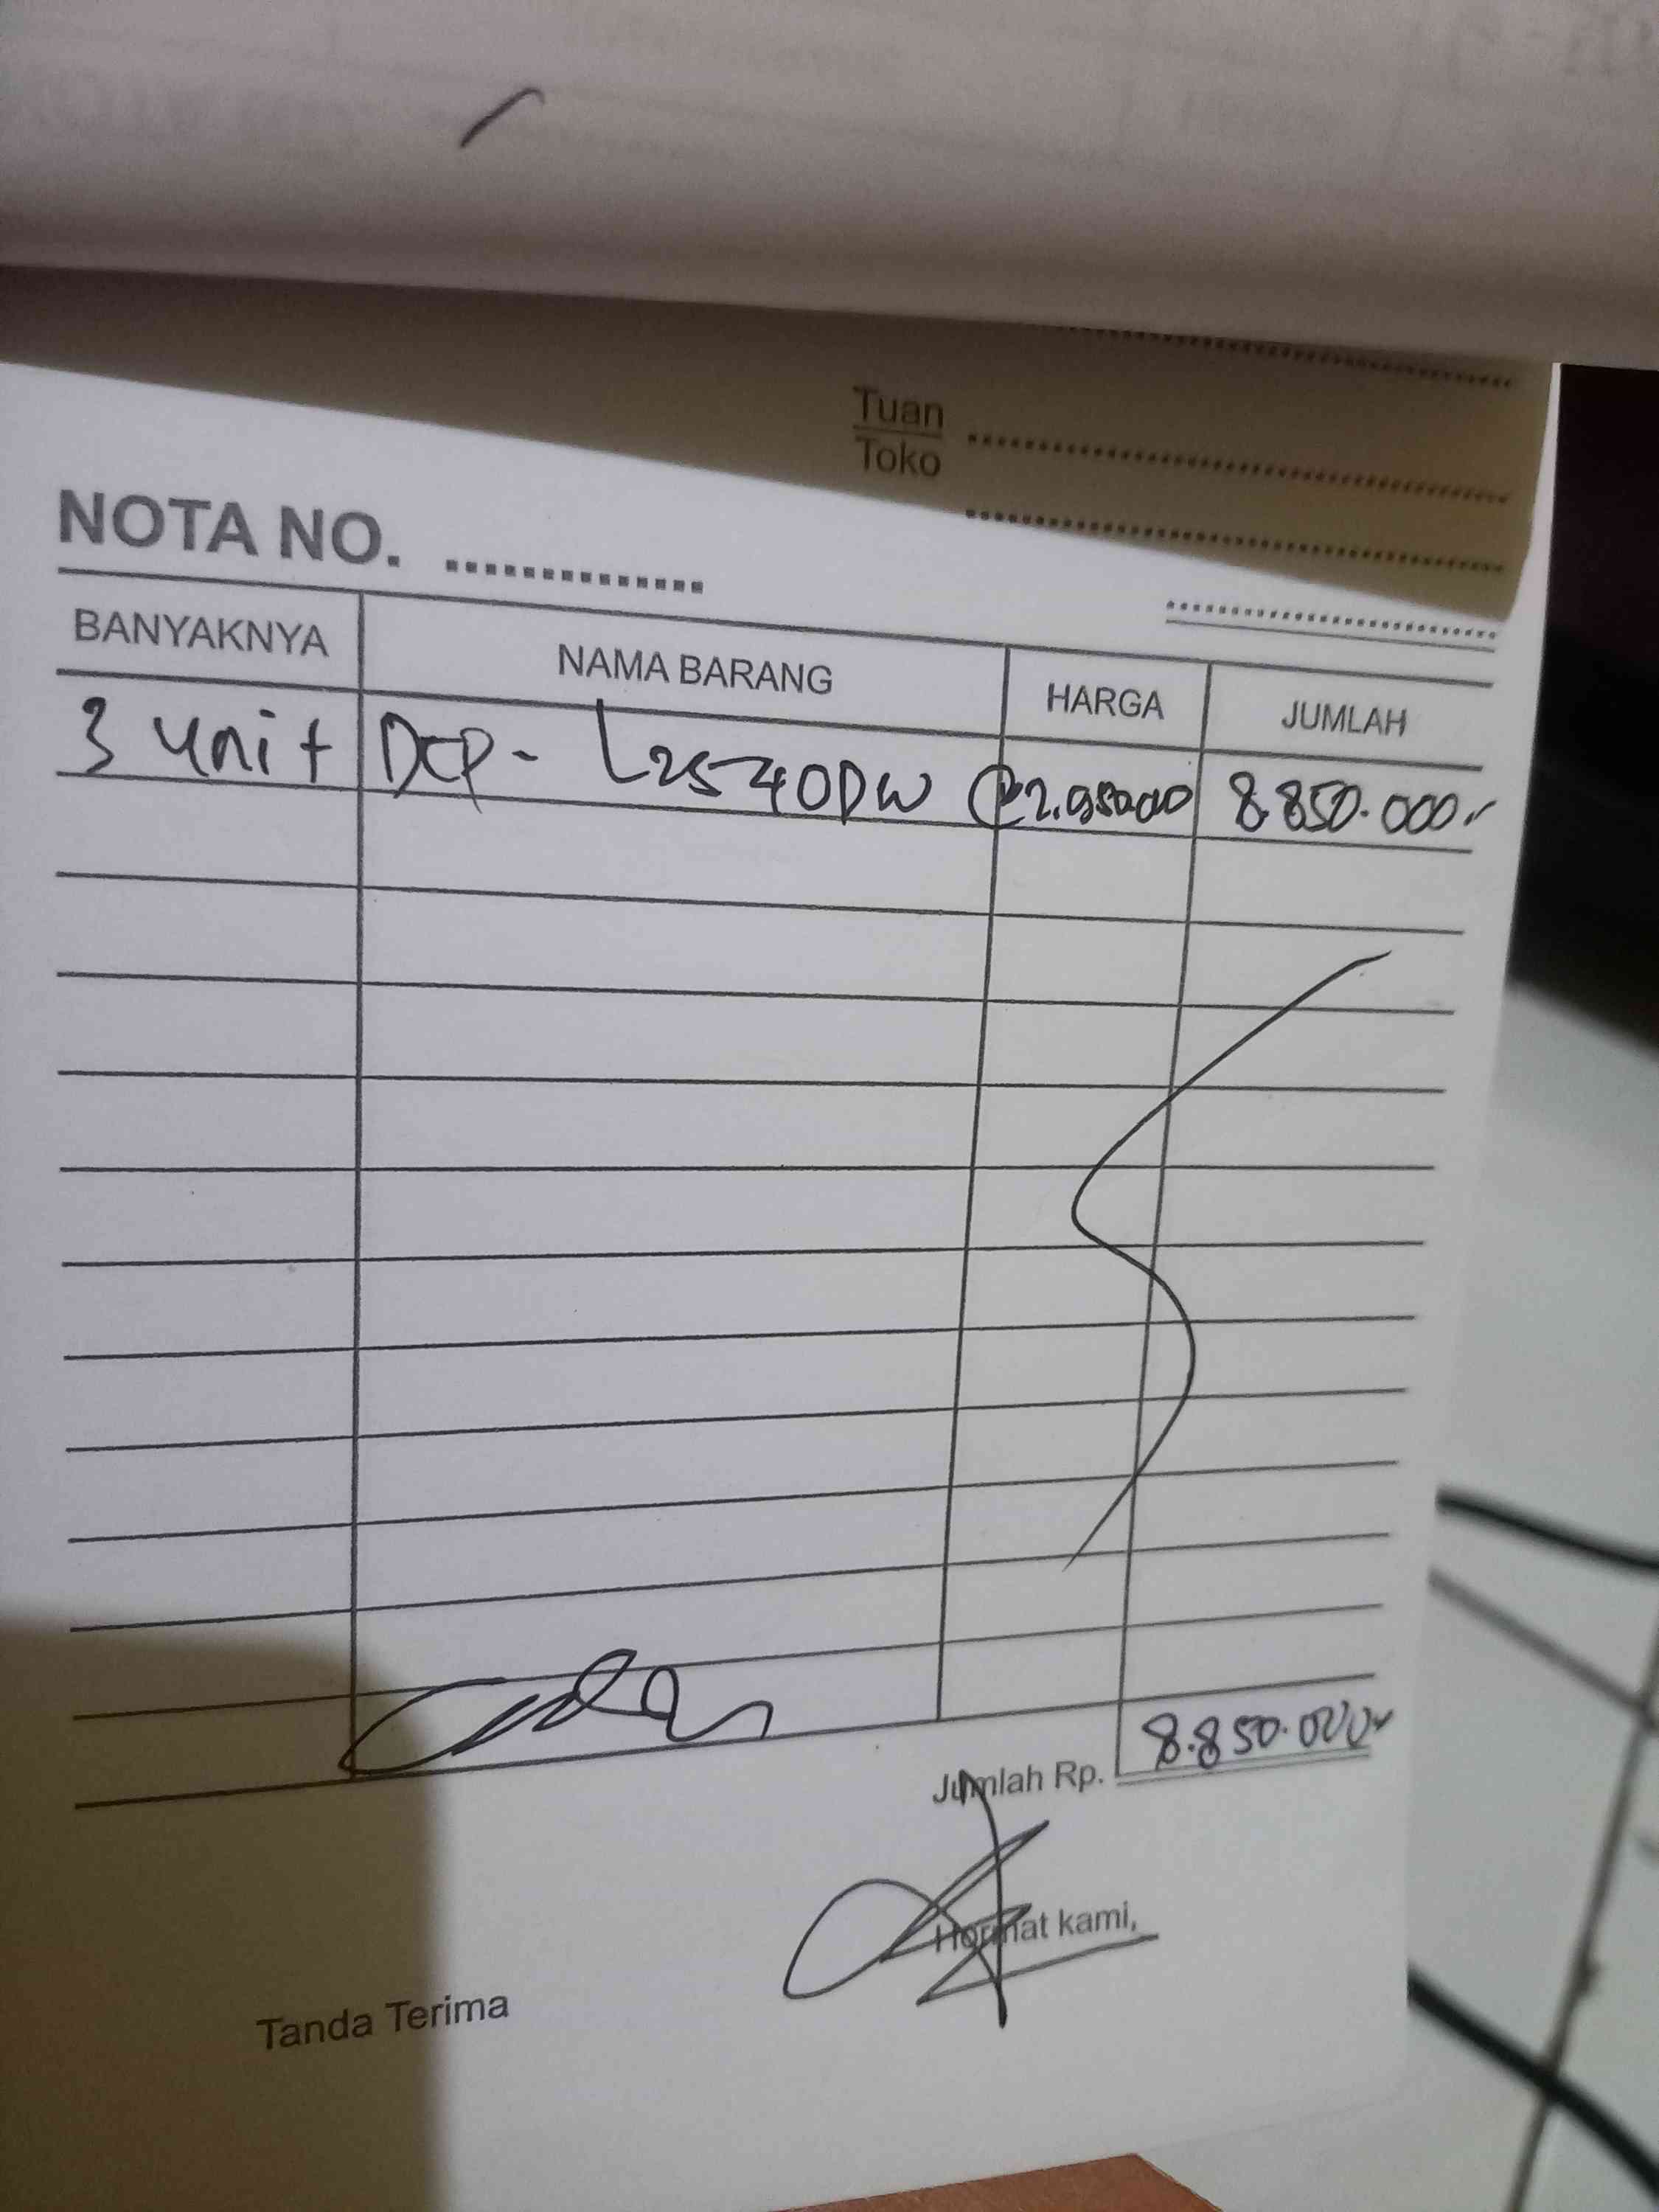 Tuan
Toko
NOTA NO.
BANYAKNYA NAMA BARANG HARGA JUMLAH
3 unit DCP - L2540DW @2.950.000 8.850.000
Jumlah Rp. 8.850.000
Hormat kami,
Tanda Terima